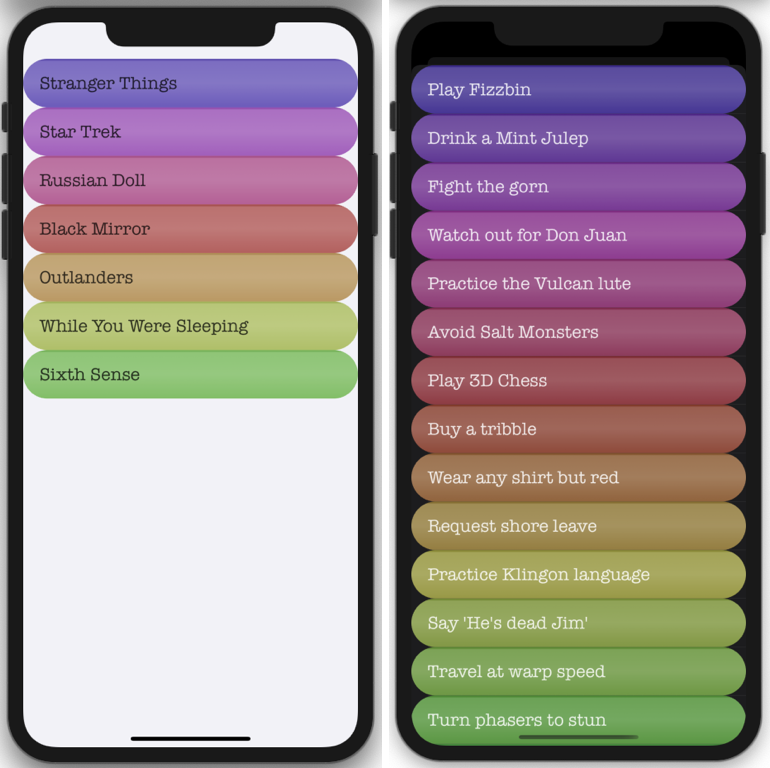 Stranger Things
Star Trek
Russian Doll
Black Mirror
Outlanders
While You Were Sleeping
Sixth Sense
Play Fizzbin
Drink a Mint Julep
Fight the gorn
Watch out for Don Juan
Practice the Vulcan lute
Avoid Salt Monsters
Play 3D Chess
Buy a tribble
Wear any shirt but red
Request shore leave
Practice Klingon language
Say 'He's dead Jim'
Travel at warp speed
Turn phasers to stun